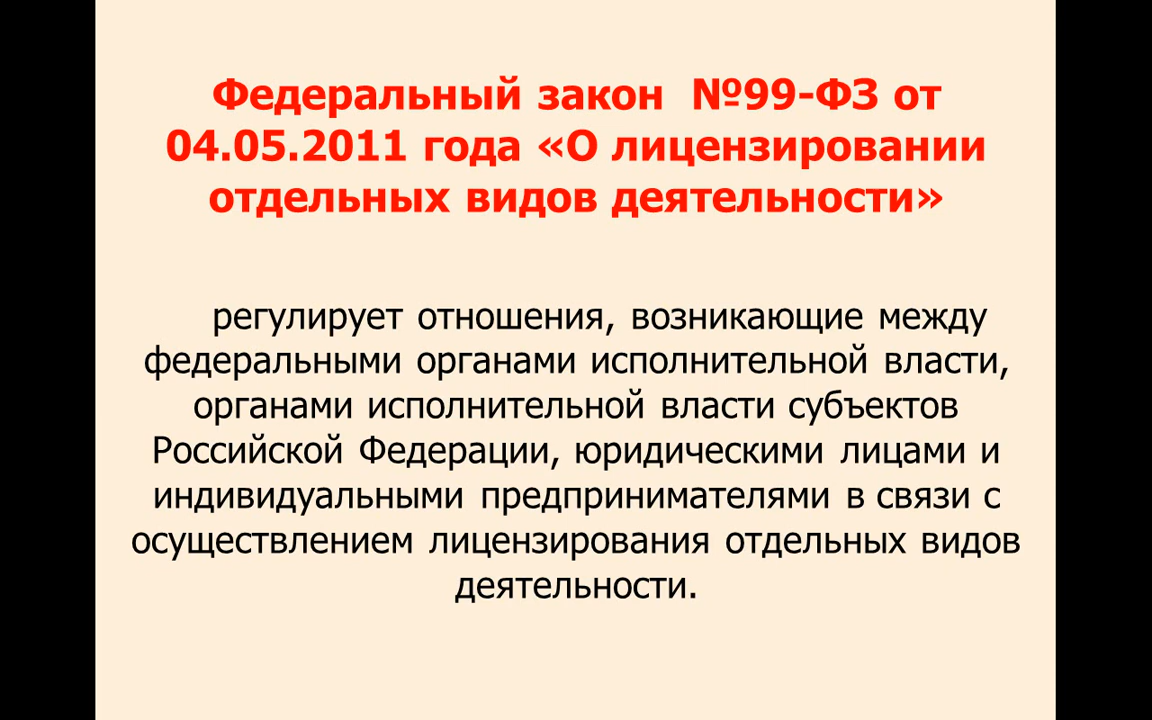 Федеральный закон №99-ФЗ от
04.05.2011 года «О лицензировании
отдельных видов деятельности»
регулирует отношения, возникающие между
федеральными органами исполнительной власти,
органами исполнительной власти субъектов
Российской Федерации, юридическими лицами и
индивидуальными предпринимателями в связи с
осуществлением лицензирования отдельных видов
деятельности.